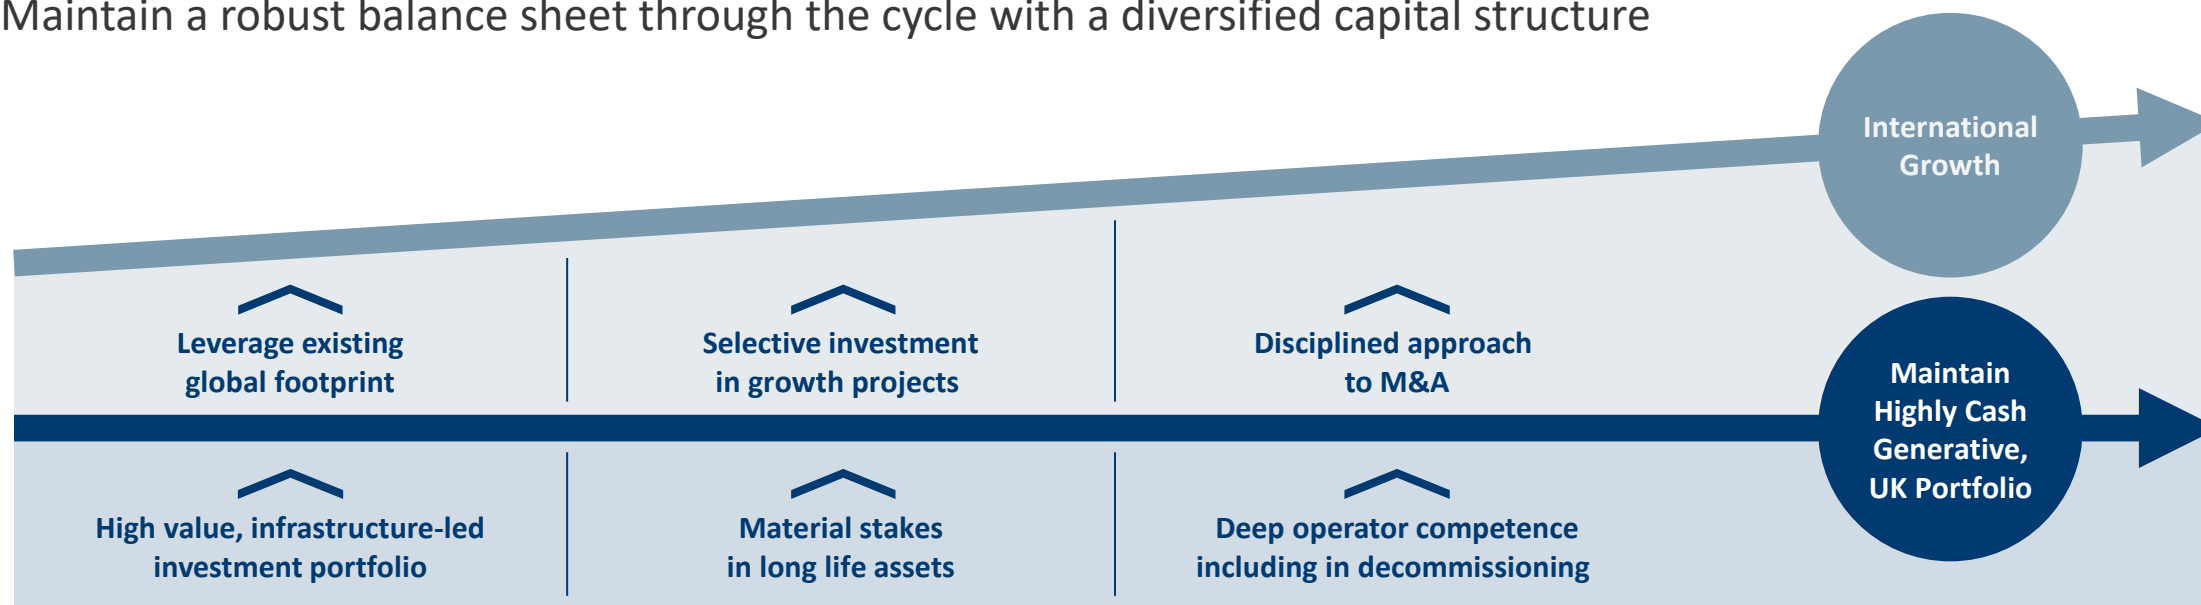 Maintain a robust balance sheet through the cycle with a diversified capital structure
International
Growth
Leverage existing
global footprint
Selective investment
in growth projects
Disciplined approach
to M&A
Maintain
Highly Cash
Generative,
UK Portfolio
High value, infrastructure-led
investment portfolio
Material stakes
in long life assets
Deep operator competence
including in decommissioning